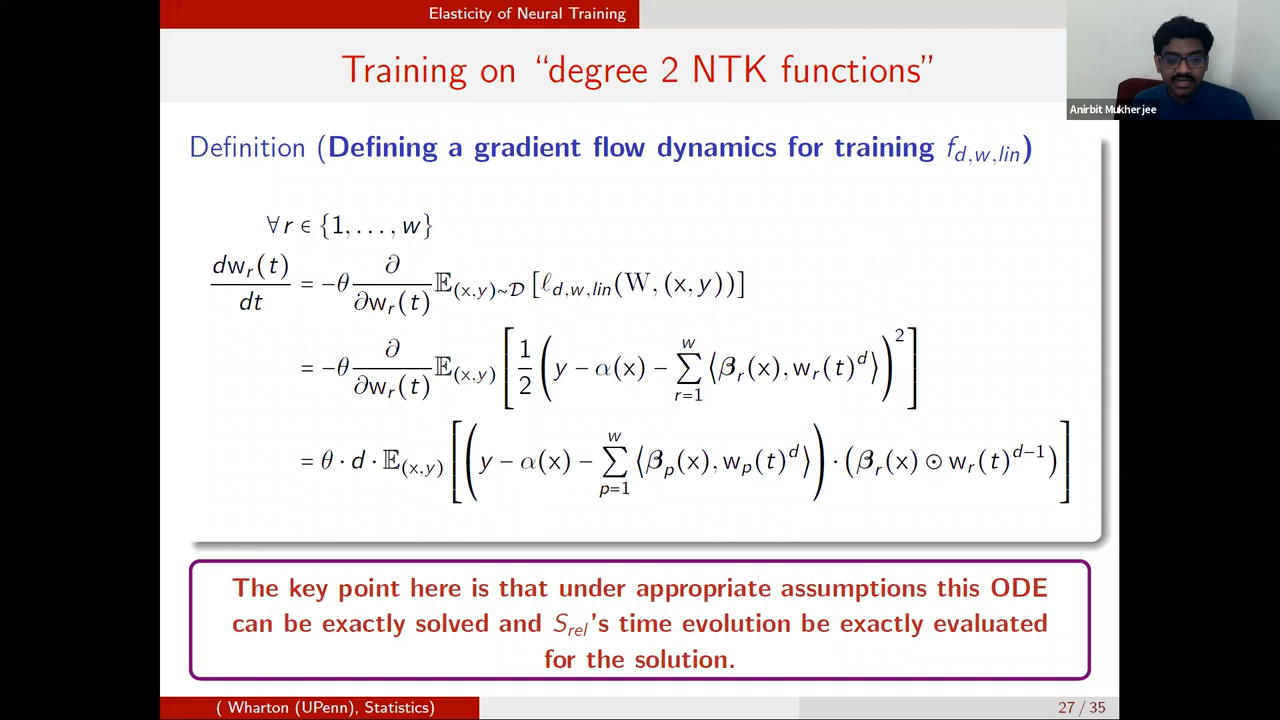 Elasticity of Neural Training
Training on “degree 2 NTK functions”
Anirbit Mukherjee
Definition (Defining a gradient flow dynamics for training f_{d,w,lin})
∀ r ∈ {1, . . . , w}
dw_r(t)/dt = −θ ∂/∂w_r(t) 𝔼_{(x,y)∼𝒟} [ℓ_{d,w,lin}(W, (x, y))]
= −θ ∂/∂w_r(t) 𝔼_{(x,y)} [1/2 (y − α(x) − ∑_{r=1}^{w} ⟨β_r(x), w_r(t)^d⟩)^2]
= θ · d · 𝔼_{(x,y)} [(y − α(x) − ∑_{p=1}^{w} ⟨β_p(x), w_p(t)^d⟩) · (β_r(x) ⊙ w_r(t)^{d−1})]
The key point here is that under appropriate assumptions this ODE
can be exactly solved and S_{rel}’s time evolution be exactly evaluated
for the solution.
( Wharton (UPenn), Statistics)
27 / 35